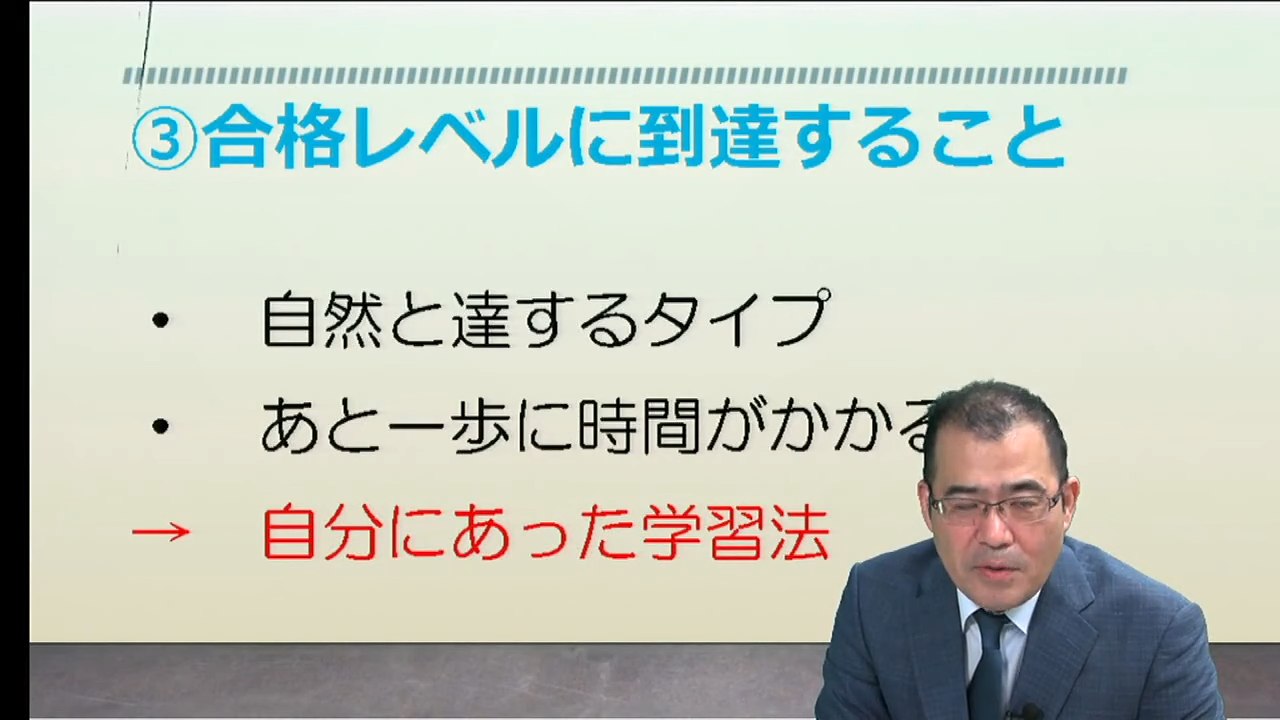 ③合格レベルに到達すること
• 自然と達するタイプ
• あと一歩に時間がかかる
→ 自分にあった学習法